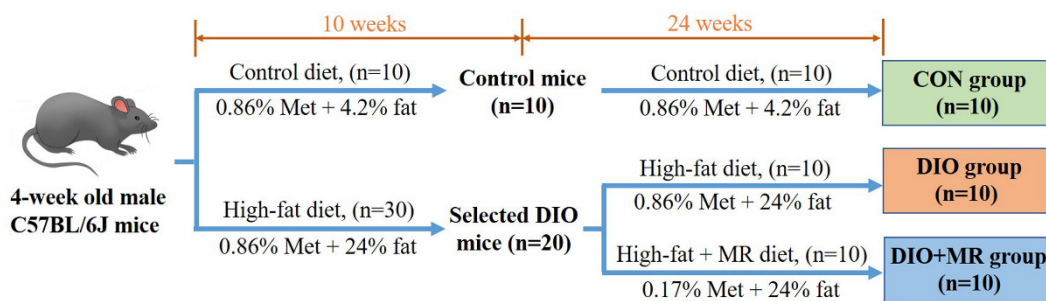 10 weeks
24 weeks
Control diet, (n=10)
0.86% Met + 4.2% fat
Control mice
(n=10)
Control diet, (n=10)
0.86% Met + 4.2% fat
CON group
(n=10)
4-week old male
C57BL/6J mice
High-fat diet, (n=30)
0.86% Met + 24% fat
Selected DIO
mice (n=20)
High-fat diet, (n=10)
0.86% Met + 24% fat
DIO group
(n=10)
High-fat + MR diet, (n=10)
0.17% Met + 24% fat
DIO+MR group
(n=10)